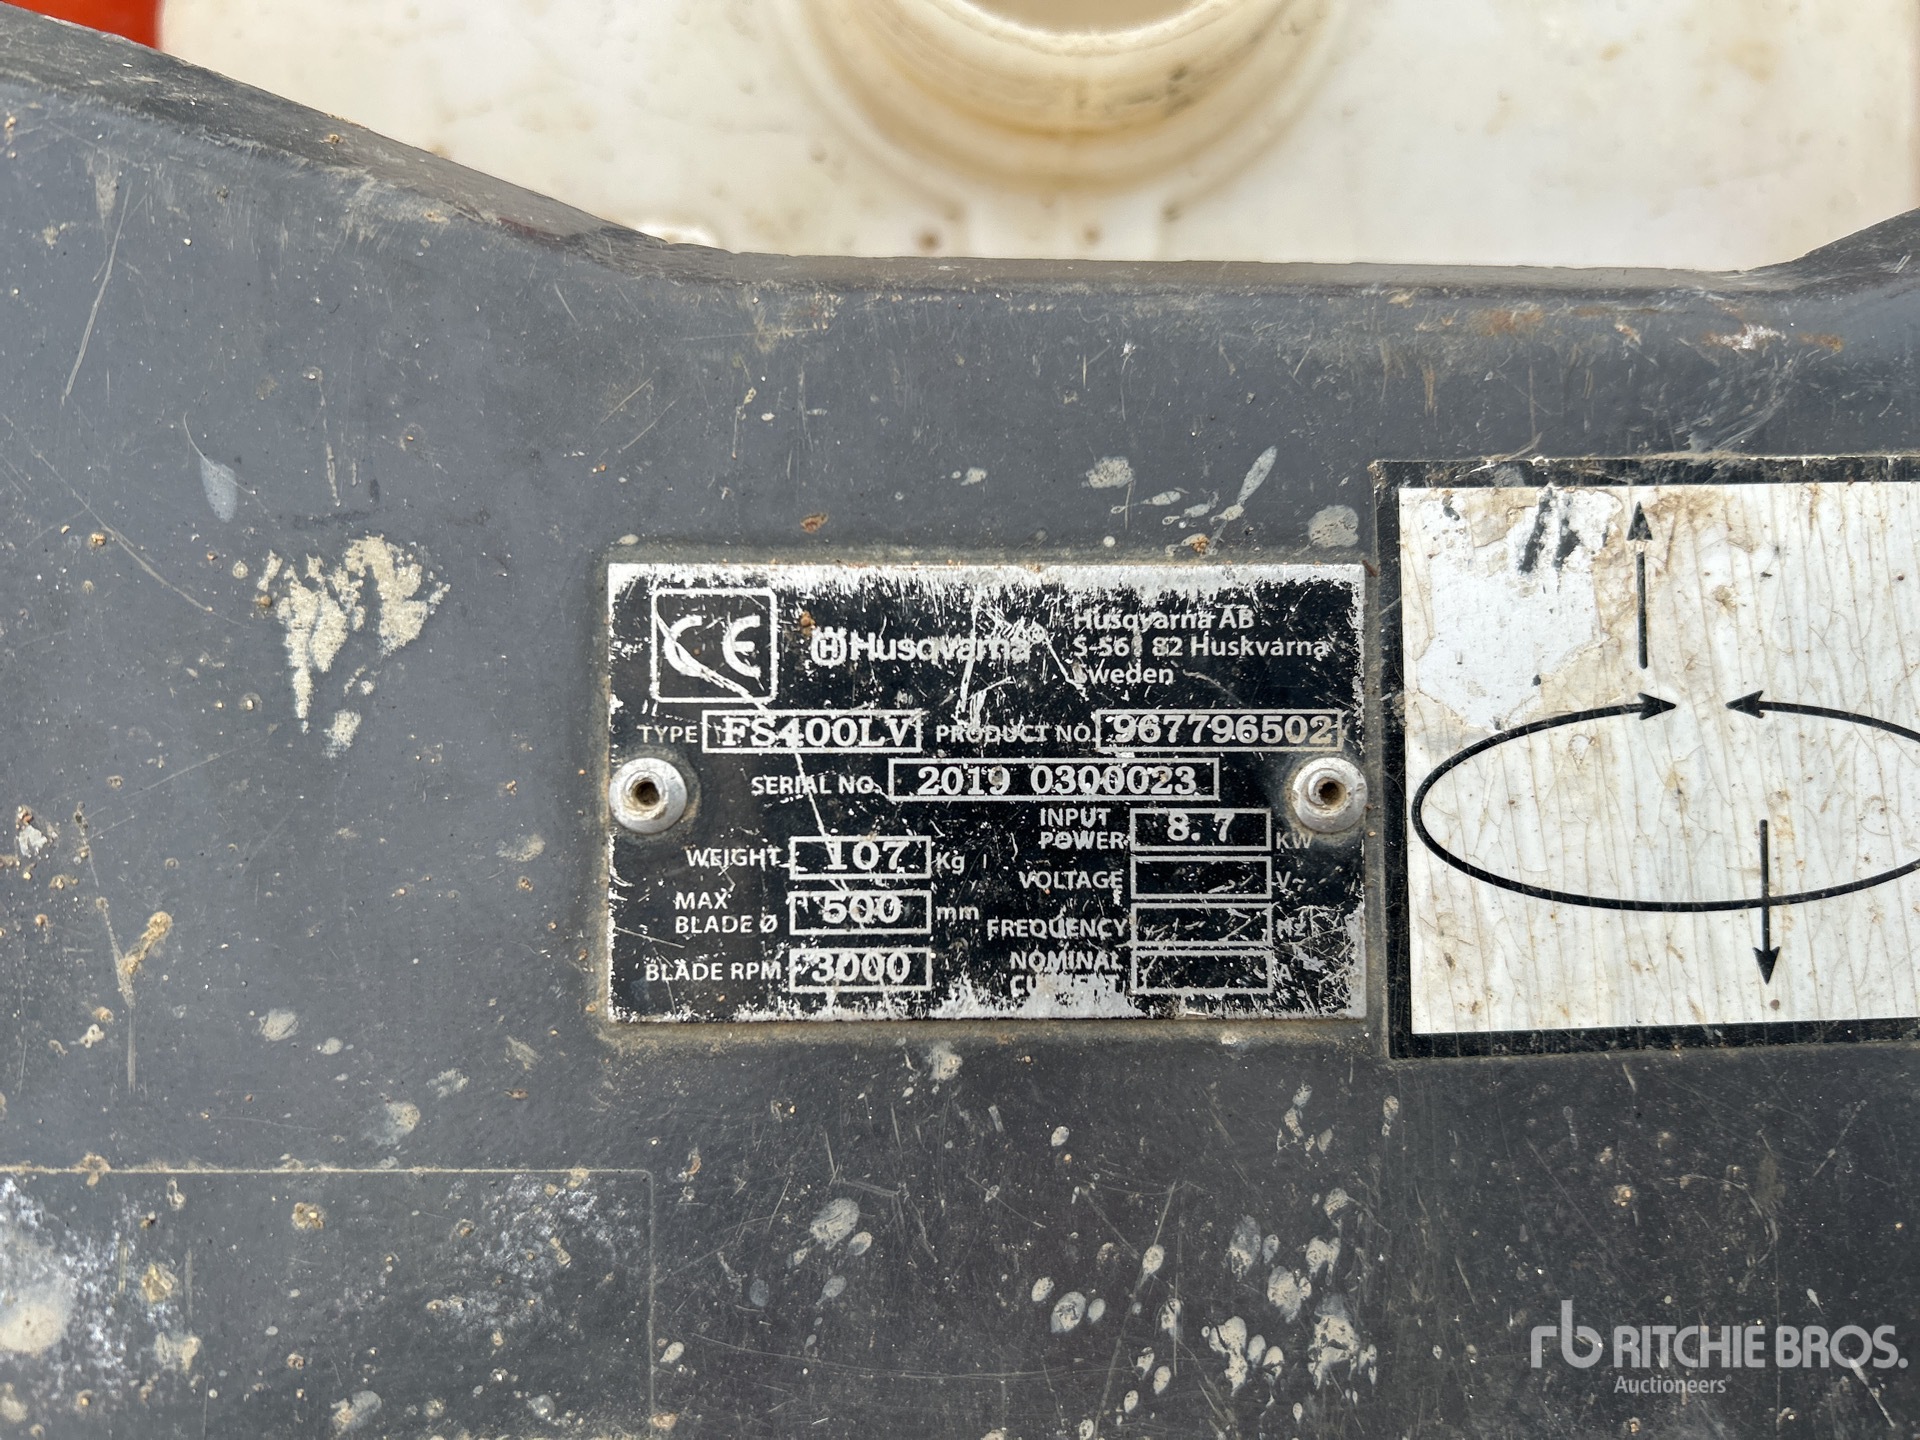 CE
Husqvarna
Husqvarna AB
S-561 82 Huskvarna
Sweden
TYPE FS400LV PRODUCT NO. 967796502
SERIAL NO. 2019 0300023
INPUT POWER 8.7 KW
WEIGHT 107 Kg
VOLTAGE V~
MAX BLADE Ø 500 mm
FREQUENCY Hz
BLADE RPM 3000
NOMINAL CURRENT A
rb RITCHIE BROS.
Auctioneers